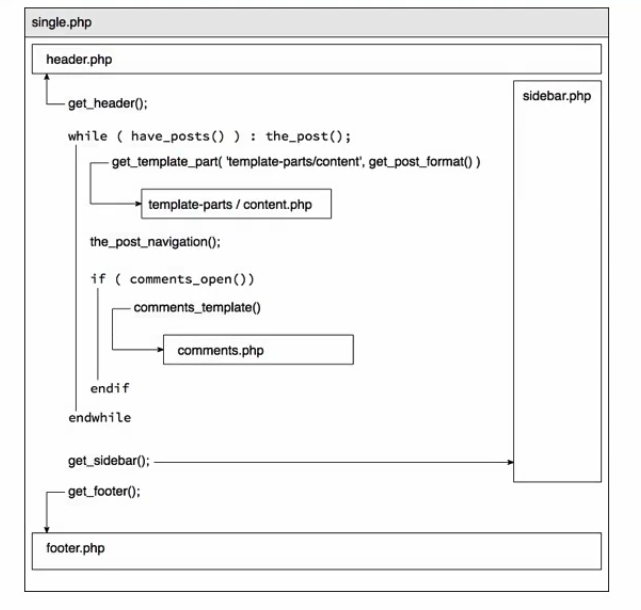 single.php
header.php
sidebar.php
get_header();
while ( have_posts() ) : the_post();
get_template_part( 'template-parts/content', get_post_format() )
template-parts / content.php
the_post_navigation();
if ( comments_open())
comments_template()
comments.php
endif
endwhile
get_sidebar();
get_footer();
footer.php